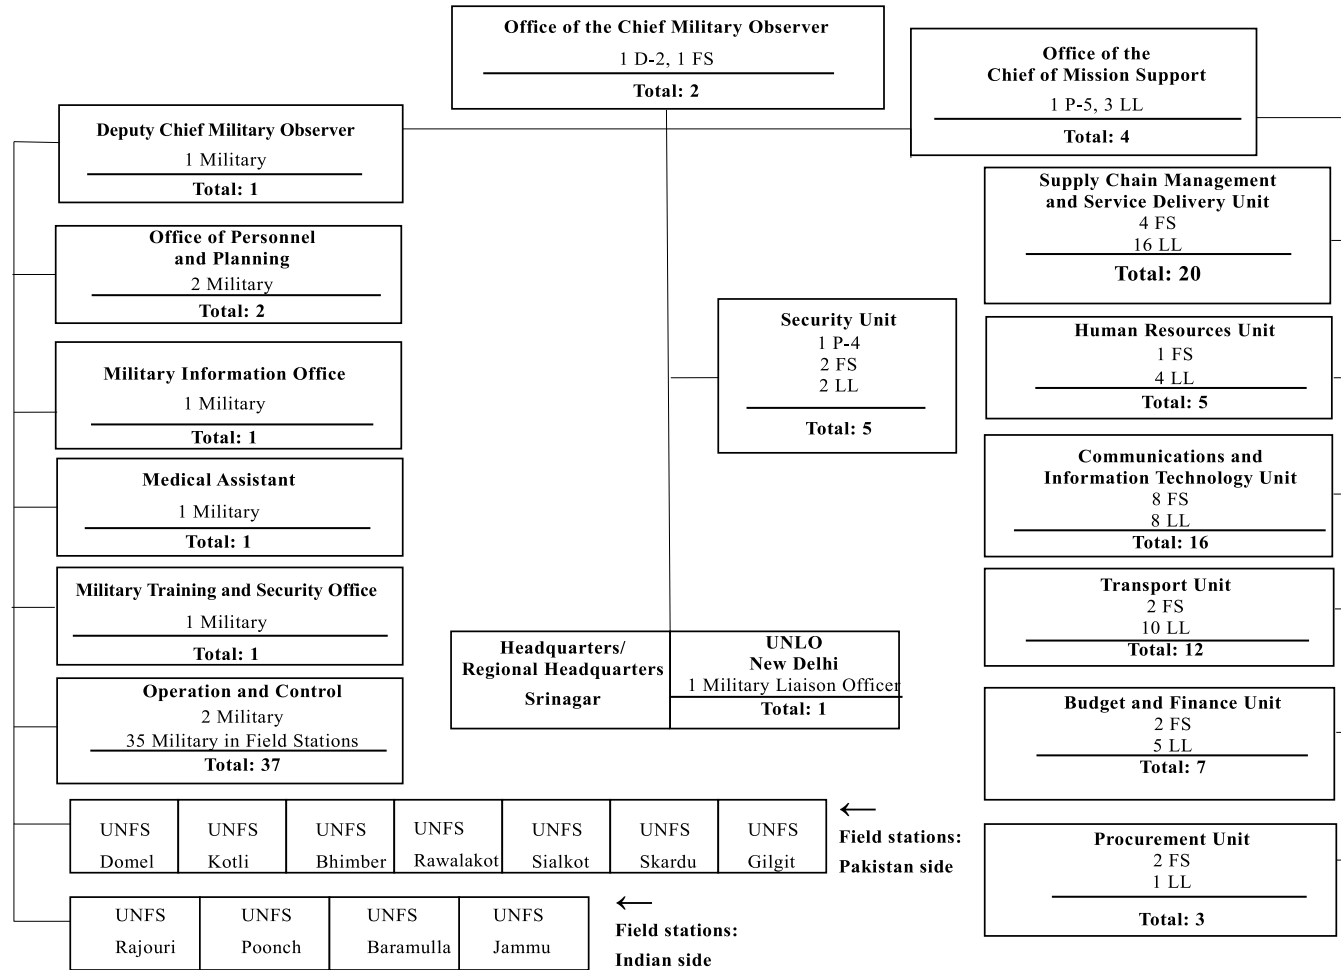 Office of the Chief Military Observer
1 D-2, 1 FS
Total: 2
Office of the
Chief of Mission Support
1 P-5, 3 LL
Total: 4
Deputy Chief Military Observer
1 Military
Total: 1
Office of Personnel
and Planning
2 Military
Total: 2
Military Information Office
1 Military
Total: 1
Medical Assistant
1 Military
Total: 1
Military Training and Security Office
1 Military
Total: 1
Operation and Control
2 Military
35 Military in Field Stations
Total: 37
Security Unit
1 P-4
2 FS
2 LL
Total: 5
Headquarters/
Regional Headquarters
Srinagar
UNLO
New Delhi
1 Military Liaison Officer
Total: 1
Supply Chain Management
and Service Delivery Unit
4 FS
16 LL
Total: 20
Human Resources Unit
1 FS
4 LL
Total: 5
Communications and
Information Technology Unit
8 FS
8 LL
Total: 16
Transport Unit
2 FS
10 LL
Total: 12
Budget and Finance Unit
2 FS
5 LL
Total: 7
Procurement Unit
2 FS
1 LL
Total: 3
UNFS
Domel
UNFS
Kotli
UNFS
Bhimber
UNFS
Rawalakot
UNFS
Sialkot
UNFS
Skardu
UNFS
Gilgit
←
Field stations:
Pakistan side
UNFS
Rajouri
UNFS
Poonch
UNFS
Baramulla
UNFS
Jammu
←
Field stations:
Indian side